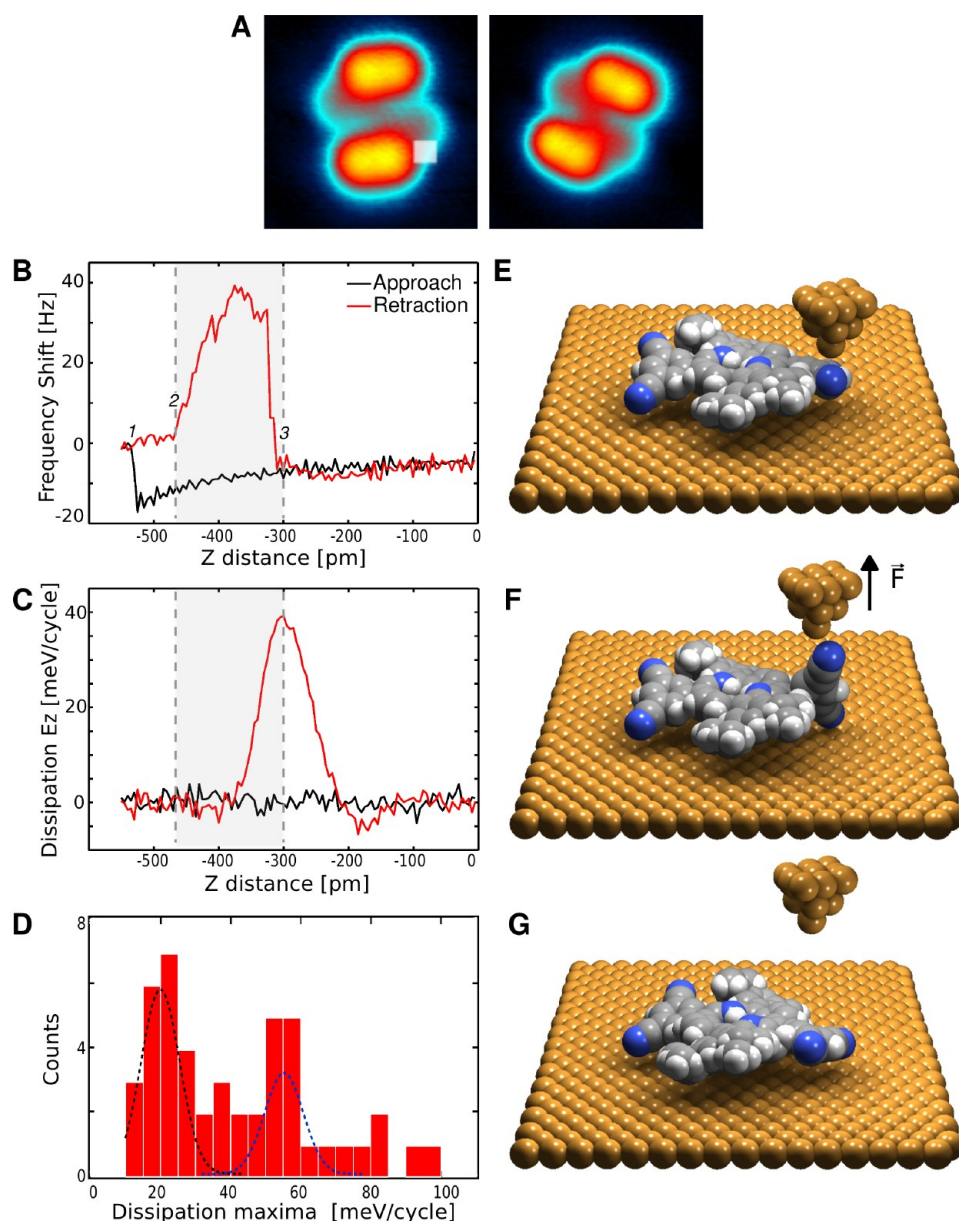 A
B
Frequency Shift [Hz]
40
20
0
-20
Approach
Retraction
1
2
3
-500
-400
-300
-200
-100
0
Z distance [pm]
C
Dissipation Ez [meV/cycle]
40
20
0
-500
-400
-300
-200
-100
0
Z distance [pm]
D
Counts
8
4
0
0
20
40
60
80
100
Dissipation maxima [meV/cycle]
E
F
F
G